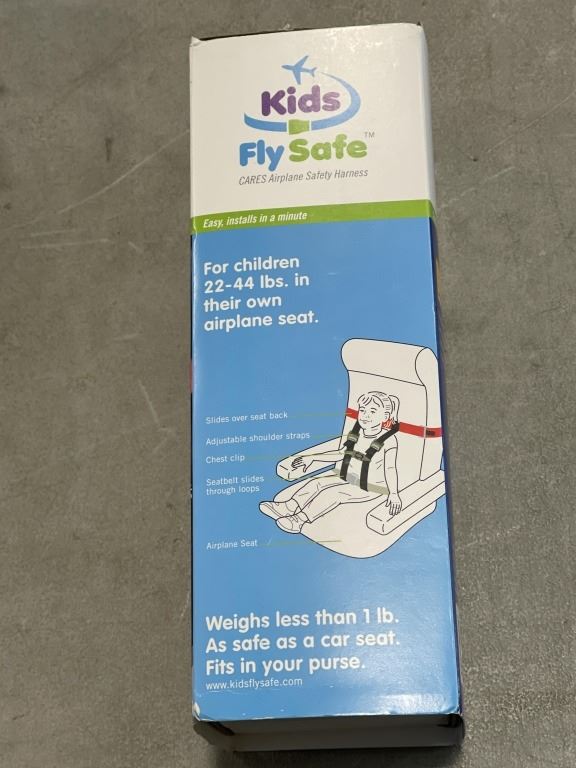 Kids
Fly Safe™
CARES Airplane Safety Harness
Easy, installs in a minute
For children
22-44 lbs. in
their own
airplane seat.
Slides over seat back
Adjustable shoulder straps
Chest clip
Seatbelt slides
through loops
Airplane Seat
Weighs less than 1 lb.
As safe as a car seat.
Fits in your purse.
www.kidsflysafe.com